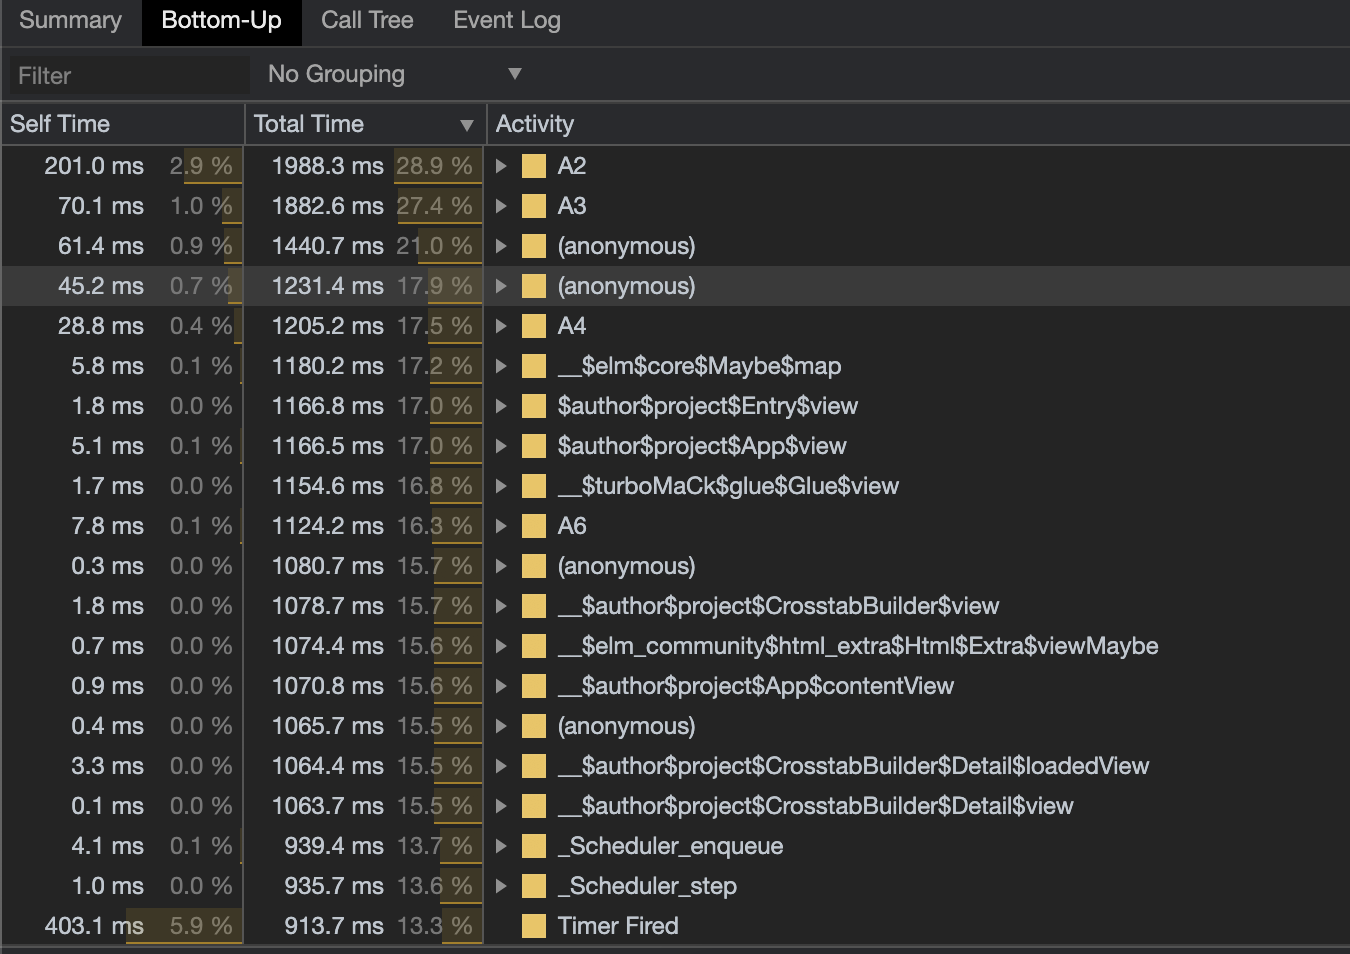 Summary Bottom-Up Call Tree Event Log
Filter No Grouping ▼
Self Time Total Time ▼ Activity
201.0 ms 2.9 % 1988.3 ms 28.9 % ▶ A2
70.1 ms 1.0 % 1882.6 ms 27.4 % ▶ A3
61.4 ms 0.9 % 1440.7 ms 21.0 % ▶ (anonymous)
45.2 ms 0.7 % 1231.4 ms 17.9 % ▶ (anonymous)
28.8 ms 0.4 % 1205.2 ms 17.5 % ▶ A4
5.8 ms 0.1 % 1180.2 ms 17.2 % ▶ __$elm$core$Maybe$map
1.8 ms 0.0 % 1166.8 ms 17.0 % ▶ $author$project$Entry$view
5.1 ms 0.1 % 1166.5 ms 17.0 % ▶ $author$project$App$view
1.7 ms 0.0 % 1154.6 ms 16.8 % ▶ __$turboMaCk$glue$Glue$view
7.8 ms 0.1 % 1124.2 ms 16.3 % ▶ A6
0.3 ms 0.0 % 1080.7 ms 15.7 % ▶ (anonymous)
1.8 ms 0.0 % 1078.7 ms 15.7 % ▶ __$author$project$CrosstabBuilder$view
0.7 ms 0.0 % 1074.4 ms 15.6 % ▶ __$elm_community$html_extra$Html$Extra$viewMaybe
0.9 ms 0.0 % 1070.8 ms 15.6 % ▶ __$author$project$App$contentView
0.4 ms 0.0 % 1065.7 ms 15.5 % ▶ (anonymous)
3.3 ms 0.0 % 1064.4 ms 15.5 % ▶ __$author$project$CrosstabBuilder$Detail$loadedView
0.1 ms 0.0 % 1063.7 ms 15.5 % ▶ __$author$project$CrosstabBuilder$Detail$view
4.1 ms 0.1 % 939.4 ms 13.7 % ▶ _Scheduler_enqueue
1.0 ms 0.0 % 935.7 ms 13.6 % ▶ _Scheduler_step
403.1 ms 5.9 % 913.7 ms 13.3 % Timer Fired